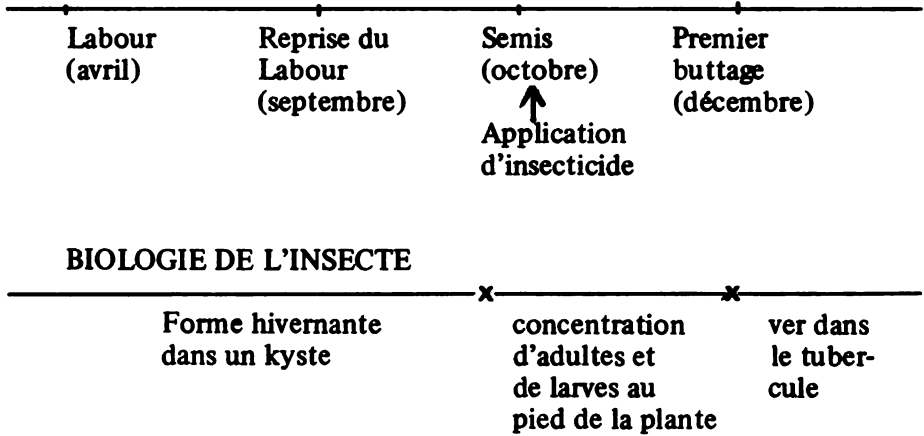 Labour
(avril)
Reprise du
Labour
(septembre)
Semis
(octobre)
Application
d'insecticide
Premier
buttage
(décembre)
BIOLOGIE DE L'INSECTE
Forme hivernante
dans un kyste
concentration
d'adultes et
de larves au
pied de la plante
ver dans
le tuber-
cule